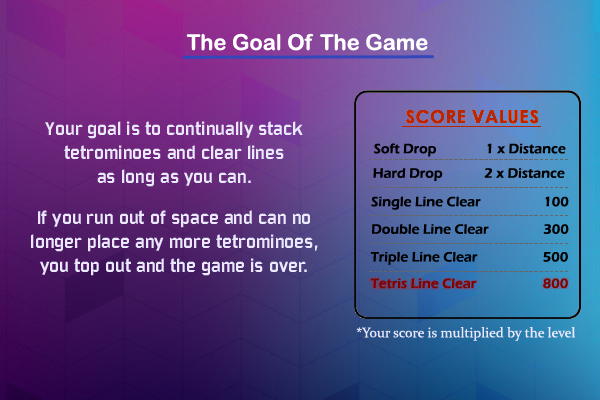 The Goal Of The Game
Your goal is to continually stack
tetrominoes and clear lines
as long as you can.
If you run out of space and can no
longer place any more tetrominoes,
you top out and the game is over.
SCORE VALUES
Soft Drop 1 x Distance
Hard Drop 2 x Distance
Single Line Clear 100
Double Line Clear 300
Triple Line Clear 500
Tetris Line Clear 800
*Your score is multiplied by the level